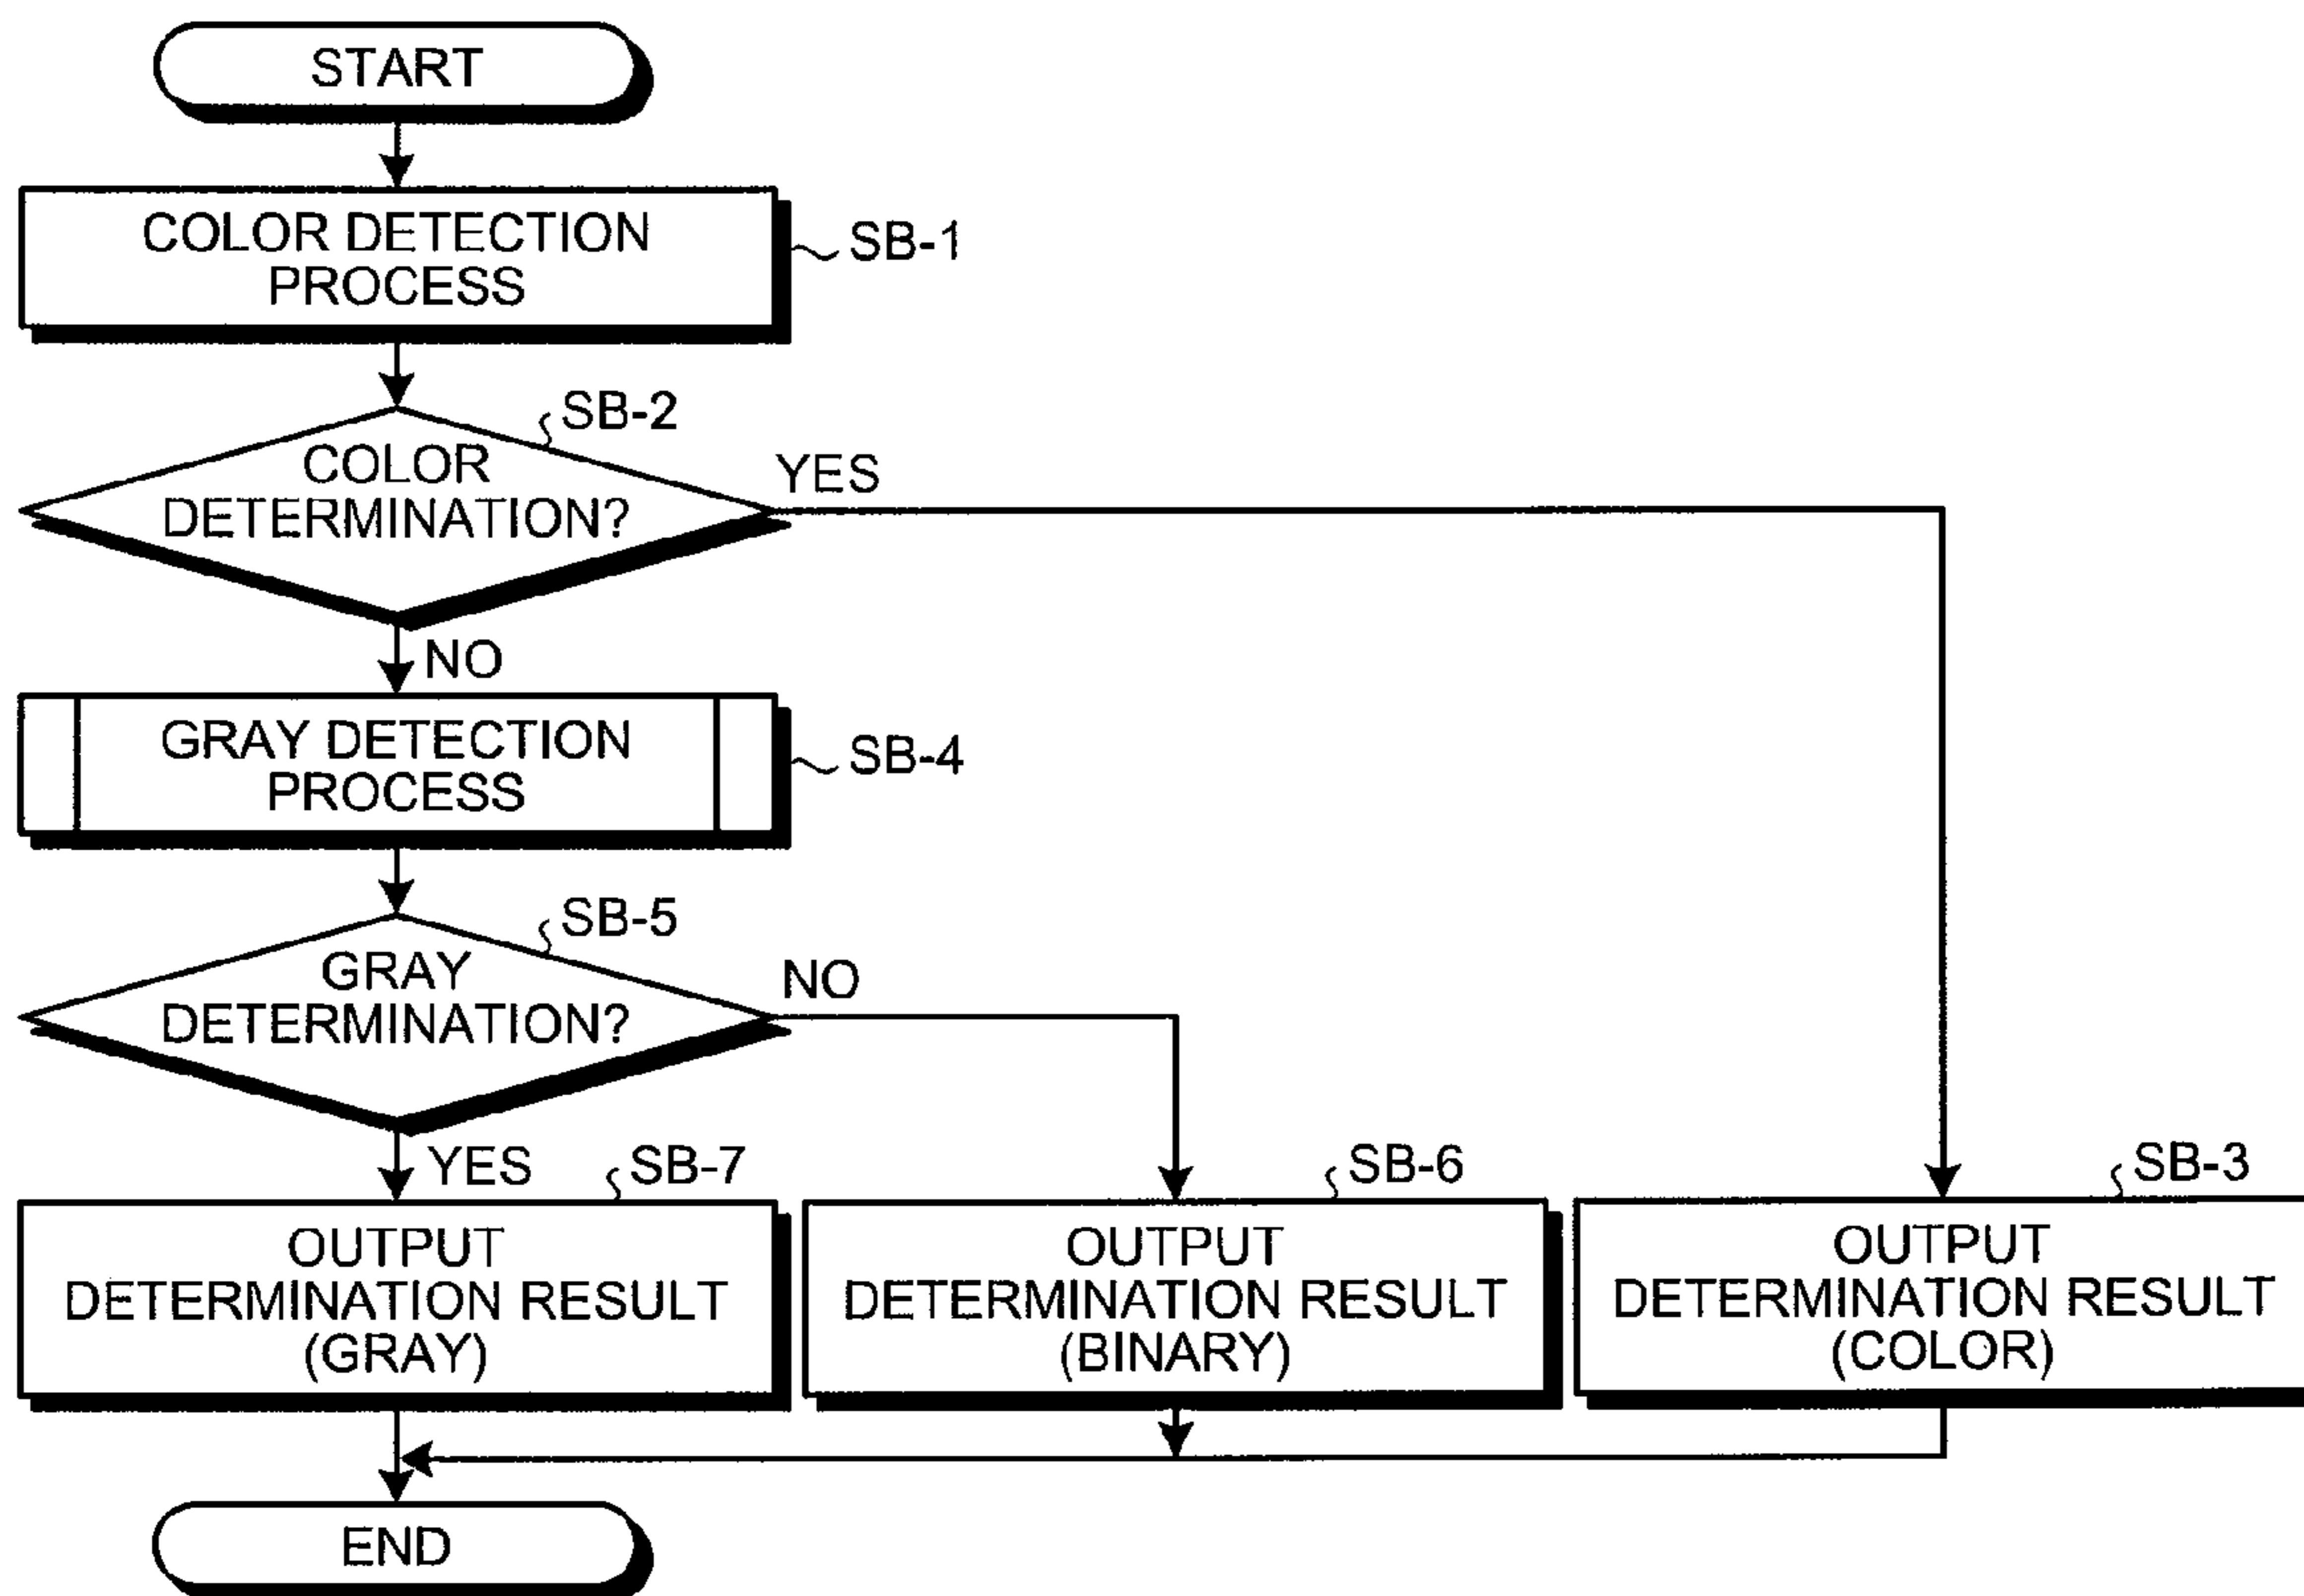 START
COLOR DETECTION
PROCESS
SB-1
SB-2
COLOR
DETERMINATION?
YES
NO
GRAY DETECTION
PROCESS
SB-4
SB-5
GRAY
DETERMINATION?
NO
YES
SB-7
OUTPUT
DETERMINATION RESULT
(GRAY)
SB-6
OUTPUT
DETERMINATION RESULT
(BINARY)
SB-3
OUTPUT
DETERMINATION RESULT
(COLOR)
END